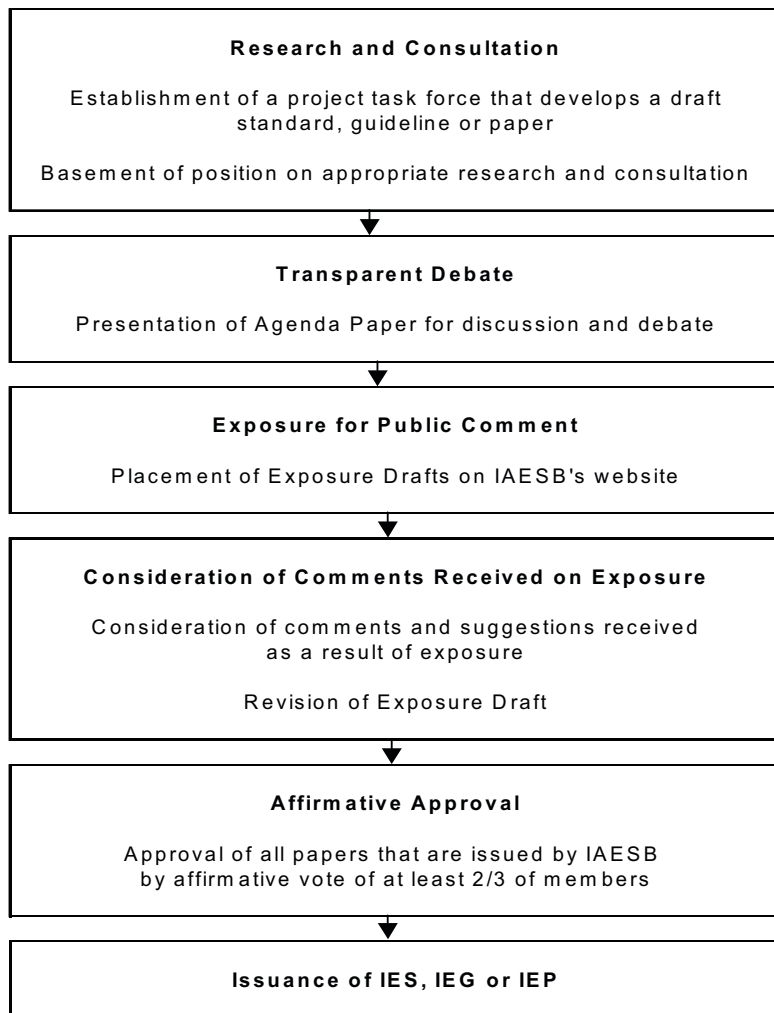 Research and Consultation
Establishment of a project task force that develops a draft
standard, guideline or paper
Basement of position on appropriate research and consultation
Transparent Debate
Presentation of Agenda Paper for discussion and debate
Exposure for Public Comment
Placement of Exposure Drafts on IAESB's website
Consideration of Comments Received on Exposure
Consideration of comments and suggestions received
as a result of exposure
Revision of Exposure Draft
Affirmative Approval
Approval of all papers that are issued by IAESB
by affirmative vote of at least 2/3 of members
Issuance of IES, IEG or IEP